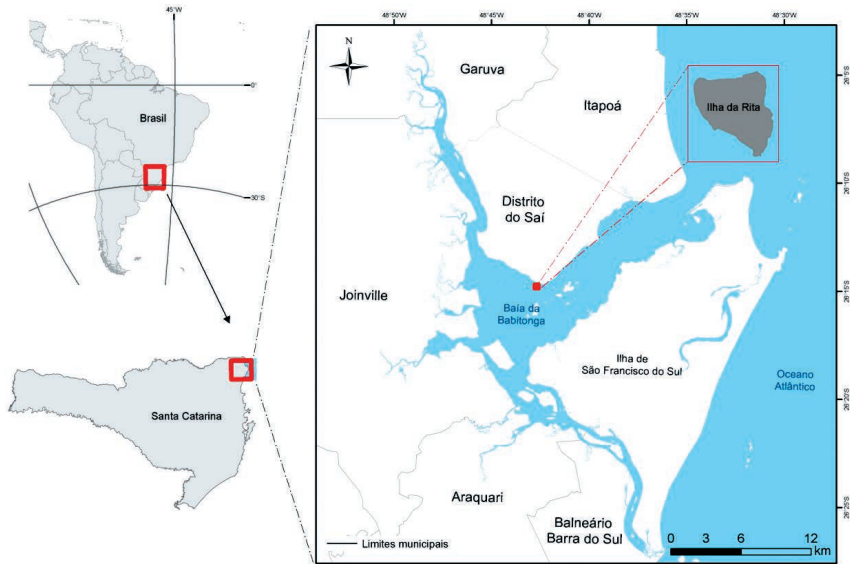 45°W
0°
Brasil
30°S
Santa Catarina
48°50'W
48°45'W
48°40'W
48°35'W
48°30'W
N
Garuva
Itapoá
Ilha da Rita
26°5'S
26°10'S
26°15'S
26°20'S
26°25'S
Distrito
do Saí
Joinville
Baía da
Babitonga
Ilha de
São Francisco do Sul
Oceano
Atlântico
Araquari
Balneário
Barra do Sul
Limites municipais
0 3 6 12
km